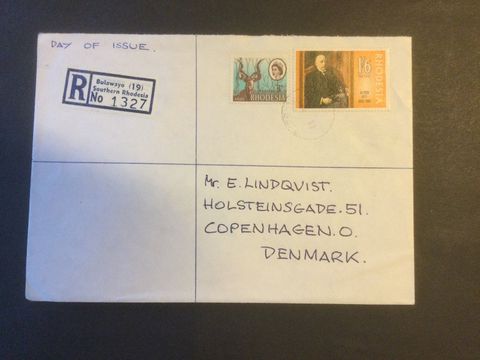 DAY OF ISSUE.
R
Bulawayo (19)
Southern Rhodesia
No 1327
RHODESIA
RHODESIA
1/6
Mr. E. LINDQVIST.
HOLSTEINSGADE. 51.
COPENHAGEN. O.
DENMARK.